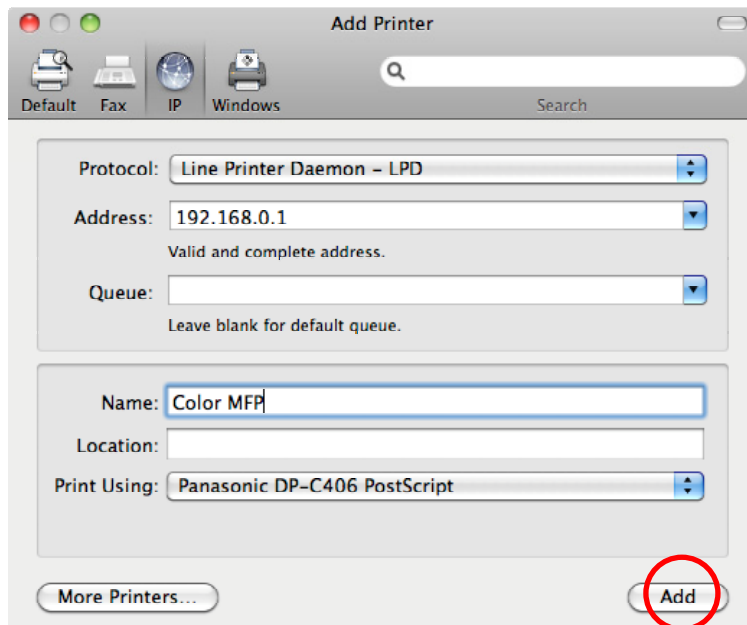 Add Printer
Default Fax IP Windows Search
Protocol: Line Printer Daemon – LPD
Address: 192.168.0.1
Valid and complete address.
Queue:
Leave blank for default queue.
Name: Color MFP
Location:
Print Using: Panasonic DP-C406 PostScript
More Printers... Add